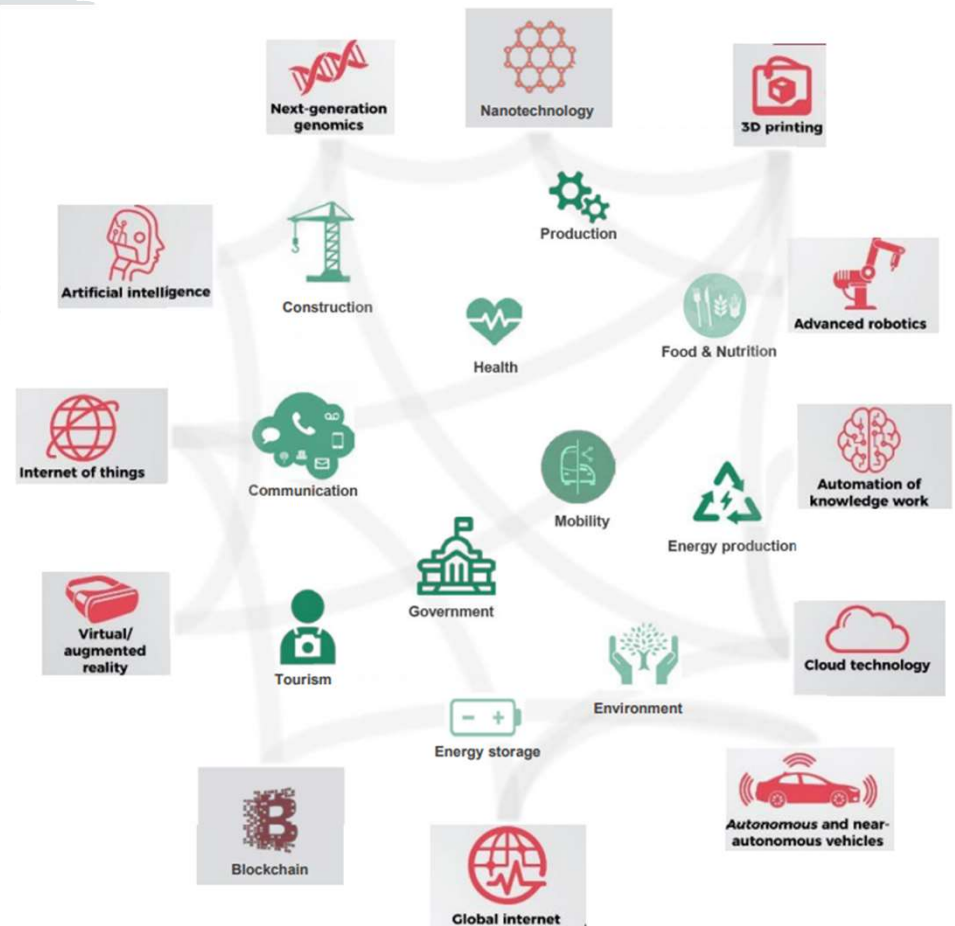 Nanotechnology
Next-generation
genomics
3D printing
Production
Artificial intelligence
Construction
Advanced robotics
Health
Food & Nutrition
Internet of things
Communication
Automation of
knowledge work
Mobility
Energy production
Government
Virtual/
augmented
reality
Cloud technology
Tourism
Environment
Energy storage
Autonomous and near-
autonomous vehicles
Blockchain
Global internet